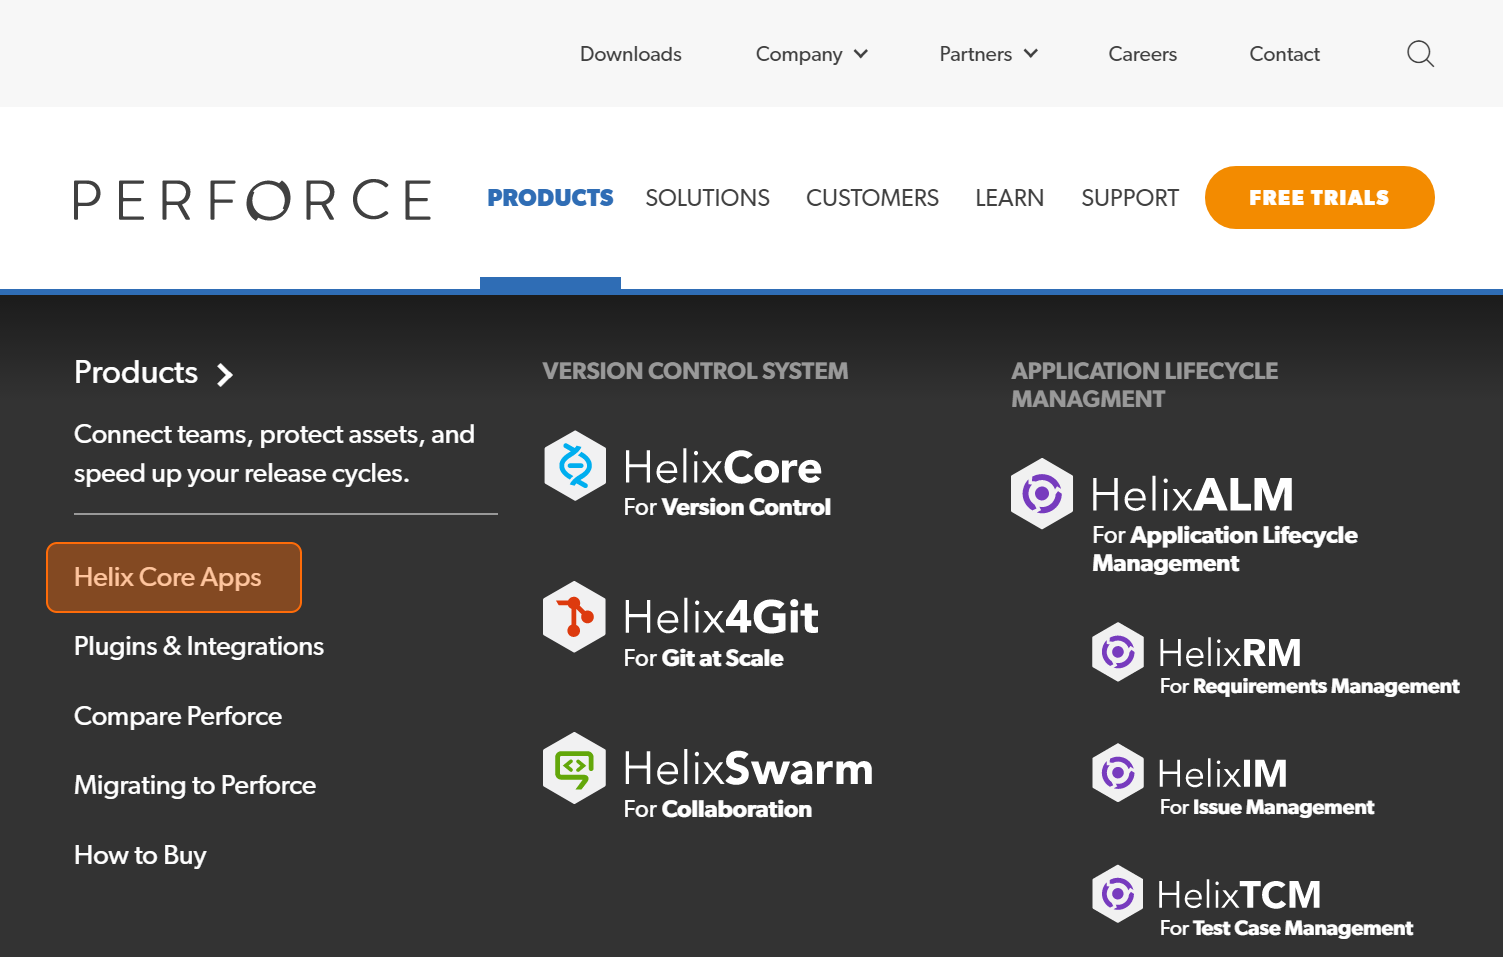 Downloads Company Partners Careers Contact
PERFORCE PRODUCTS SOLUTIONS CUSTOMERS LEARN SUPPORT FREE TRIALS
Products
Connect teams, protect assets, and
speed up your release cycles.
Helix Core Apps
Plugins & Integrations
Compare Perforce
Migrating to Perforce
How to Buy
VERSION CONTROL SYSTEM
HelixCore
For Version Control
Helix4Git
For Git at Scale
HelixSwarm
For Collaboration
APPLICATION LIFECYCLE
MANAGMENT
HelixALM
For Application Lifecycle
Management
HelixRM
For Requirements Management
HelixIM
For Issue Management
HelixTCM
For Test Case Management